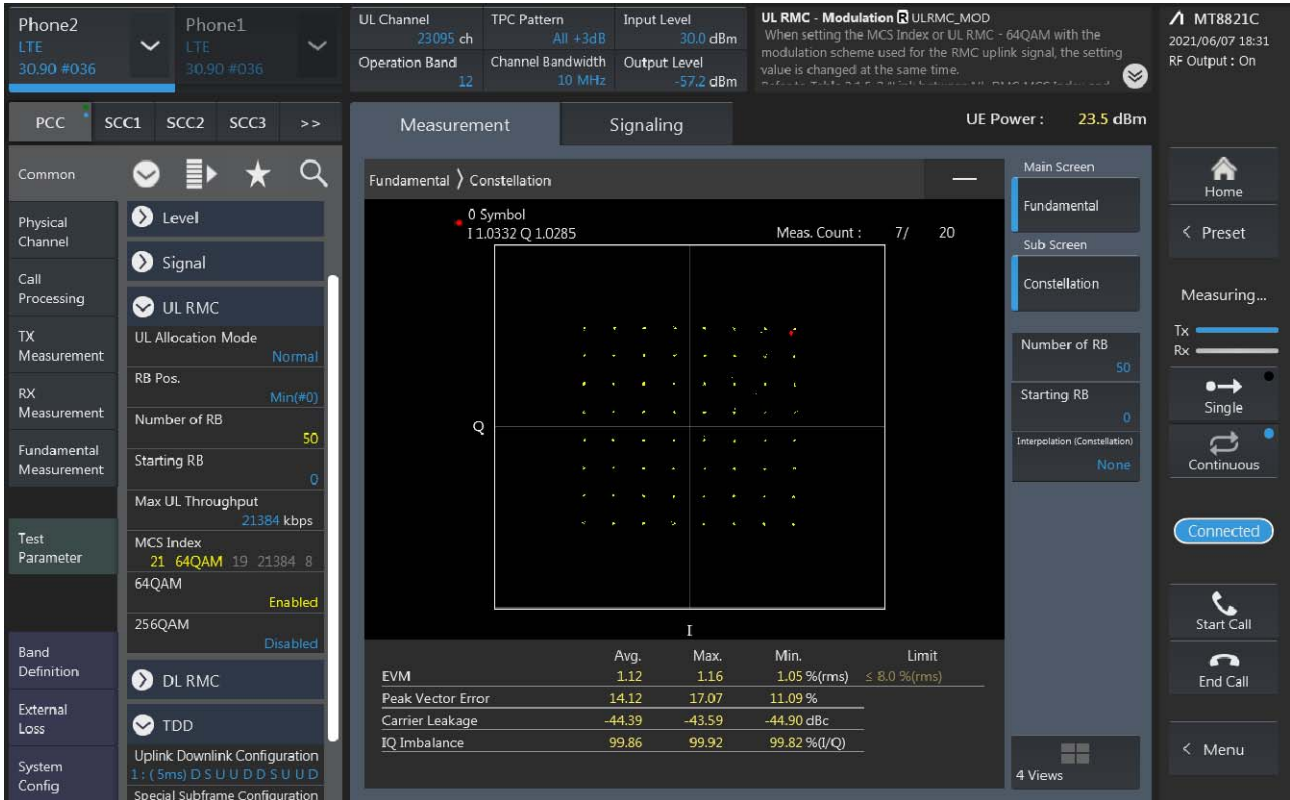 Phone2
LTE
30.90 #036
Phone1
LTE
30.90 #036
UL Channel
23095 ch
TPC Pattern
All +3dB
Input Level
30.0 dBm
Operation Band
12
Channel Bandwidth
10 MHz
Output Level
-57.2 dBm
UL RMC - Modulation R ULRMC_MOD
When setting the MCS Index or UL RMC - 64QAM with the
modulation scheme used for the RMC uplink signal, the setting
value is changed at the same time.
MT8821C
2021/06/07 18:31
RF Output : On
PCC SCC1 SCC2 SCC3 >>
Measurement
Signaling
UE Power : 23.5 dBm
Common
Physical
Channel
Call
Processing
TX
Measurement
RX
Measurement
Fundamental
Measurement
Test
Parameter
Band
Definition
External
Loss
System
Config
Level
Signal
UL RMC
UL Allocation Mode
Normal
RB Pos.
Min(#0)
Number of RB
50
Starting RB
0
Max UL Throughput
21384 kbps
MCS Index
21 64QAM 19 21384 8
64QAM
Enabled
256QAM
Disabled
DL RMC
TDD
Uplink Downlink Configuration
1 : ( 5ms) D S U U D D S U U D
Special Subframe Configuration
Fundamental 〉 Constellation
0 Symbol
I 1.0332 Q 1.0285
Meas. Count : 7/ 20
Q
I
Avg. Max. Min. Limit
EVM 1.12 1.16 1.05 %(rms) ≤ 8.0 %(rms)
Peak Vector Error 14.12 17.07 11.09 %
Carrier Leakage -44.39 -43.59 -44.90 dBc
IQ Imbalance 99.86 99.92 99.82 %(I/Q)
Main Screen
Fundamental
Sub Screen
Constellation
Number of RB
50
Starting RB
0
Interpolation (Constellation)
None
4 Views
Home
< Preset
Measuring...
Tx
Rx
Single
Continuous
Connected
Start Call
End Call
< Menu